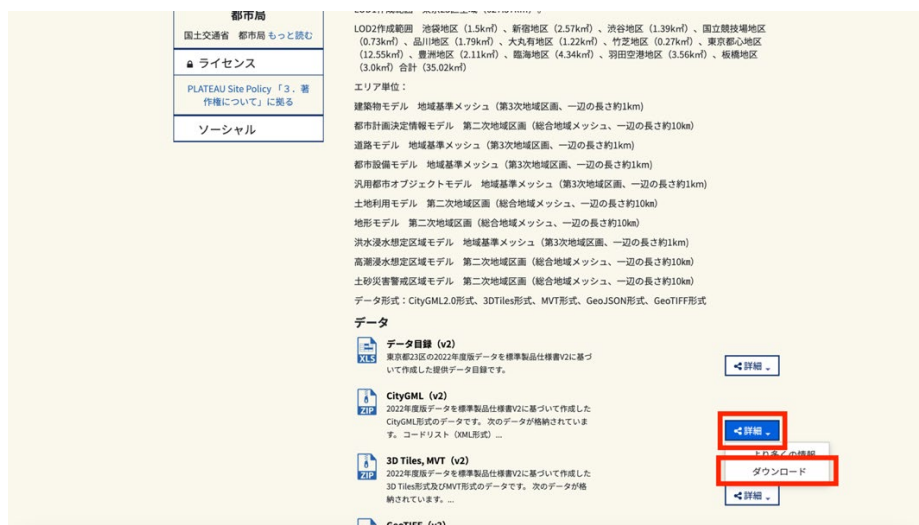 都市局
国土交通省 都市局 もっと読む
ライセンス
PLATEAU Site Policy 「３．著
作権について」に拠る
ソーシャル
LOD2作成範囲 池袋地区（1.5k㎡）、新宿地区（2.57k㎡）、渋谷地区（1.39k㎡）、国立競技場地区
（0.73k㎡）、品川地区（1.79k㎡）、大丸有地区（1.22k㎡）、竹芝地区（0.27k㎡）、東京都心地区
（12.55k㎡）、豊洲地区（2.11k㎡）、臨海地区（4.34k㎡）、羽田空港地区（3.56k㎡）、板橋地区
（3.0k㎡）合計（35.02k㎡）
エリア単位：
建築物モデル 地域基準メッシュ（第3次地域区画、一辺の長さ約1km)
都市計画決定情報モデル 第二次地域区画（総合地域メッシュ、一辺の長さ約10㎞）
道路モデル 地域基準メッシュ（第3次地域区画、一辺の長さ約1km)
都市設備モデル 地域基準メッシュ（第3次地域区画、一辺の長さ約1km)
汎用都市オブジェクトモデル 地域基準メッシュ（第3次地域区画、一辺の長さ約1km)
土地利用モデル 第二次地域区画（総合地域メッシュ、一辺の長さ約10㎞）
地形モデル 第二次地域区画（総合地域メッシュ、一辺の長さ約10㎞）
洪水浸水想定区域モデル 地域基準メッシュ（第3次地域区画、一辺の長さ約1km)
高潮浸水想定区域モデル 第二次地域区画（総合地域メッシュ、一辺の長さ約10㎞）
土砂災害警戒区域モデル 第二次地域区画（総合地域メッシュ、一辺の長さ約10㎞）
データ形式：CityGML2.0形式、3DTiles形式、MVT形式、GeoJSON形式、GeoTIFF形式
データ
XLS
データ目録（v2）
東京都23区の2022年度版データを標準製品仕様書V2に基づ
いて作成した提供データ目録です。
詳細
ZIP
CityGML（v2）
2022年度版データを標準製品仕様書V2に基づいて作成した
CityGML形式のデータです。 次のデータが格納されていま
す。 コードリスト（XML形式）...
詳細
より多くの情報
ダウンロード
ZIP
3D Tiles, MVT（v2）
2022年度版データを標準製品仕様書V2に基づいて作成した
3D Tiles形式及びMVT形式のデータです。 次のデータが格
納されています。...
詳細
GeoTIFF（v2）